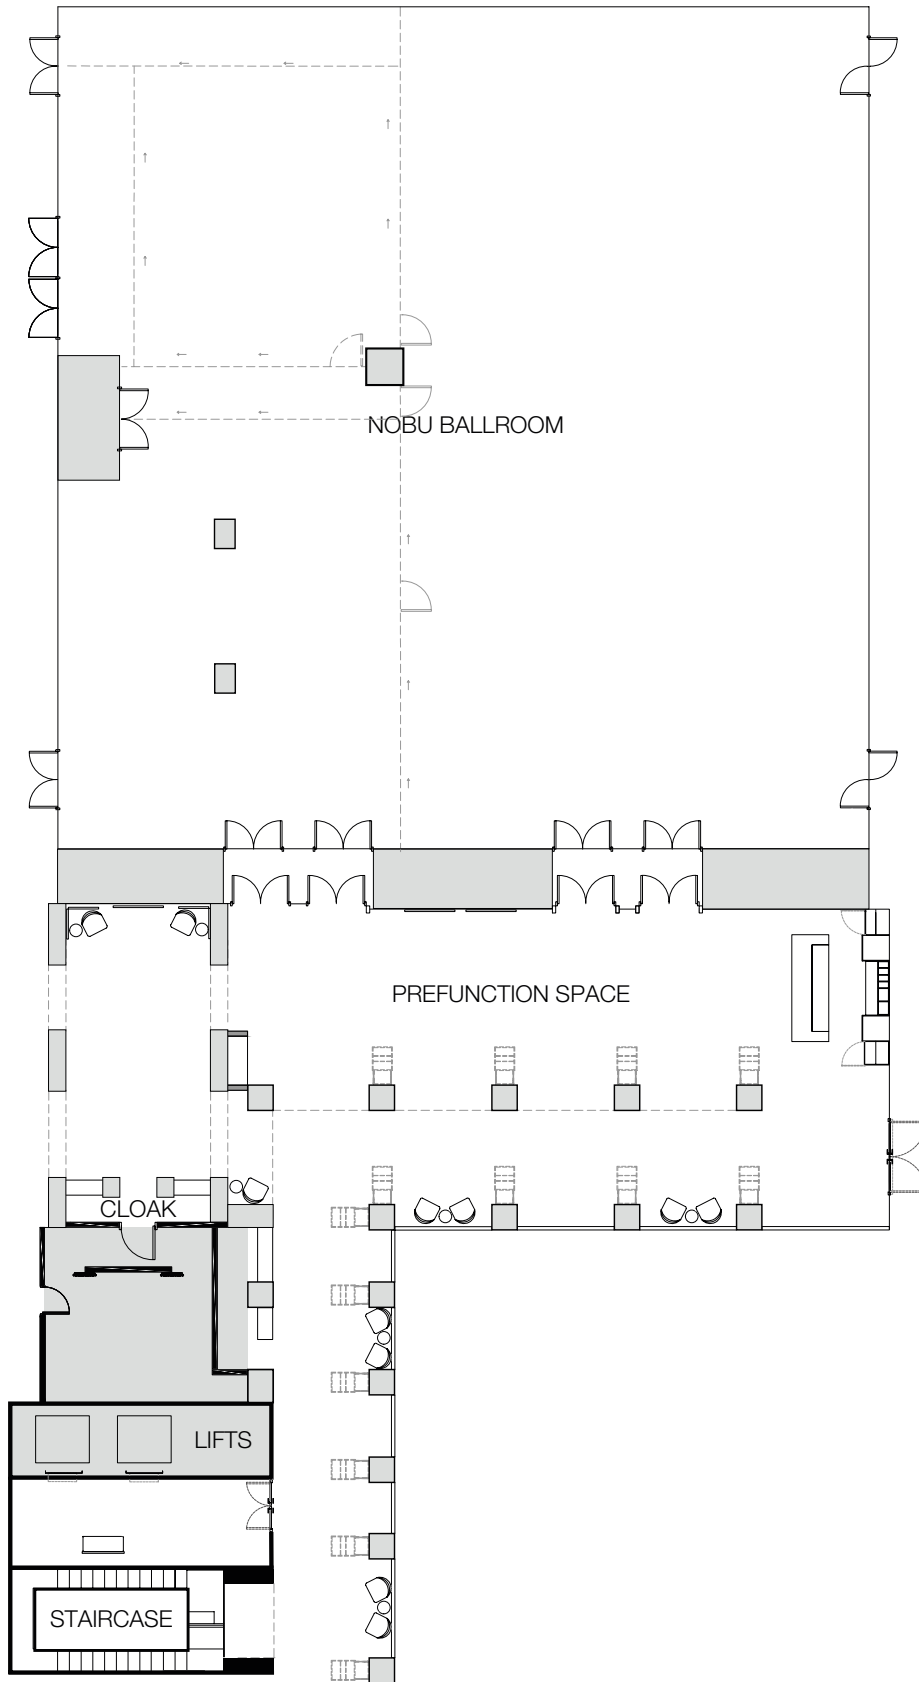 NOBU BALLROOM
PREFUNCTION SPACE
CLOAK
LIFTS
STAIRCASE